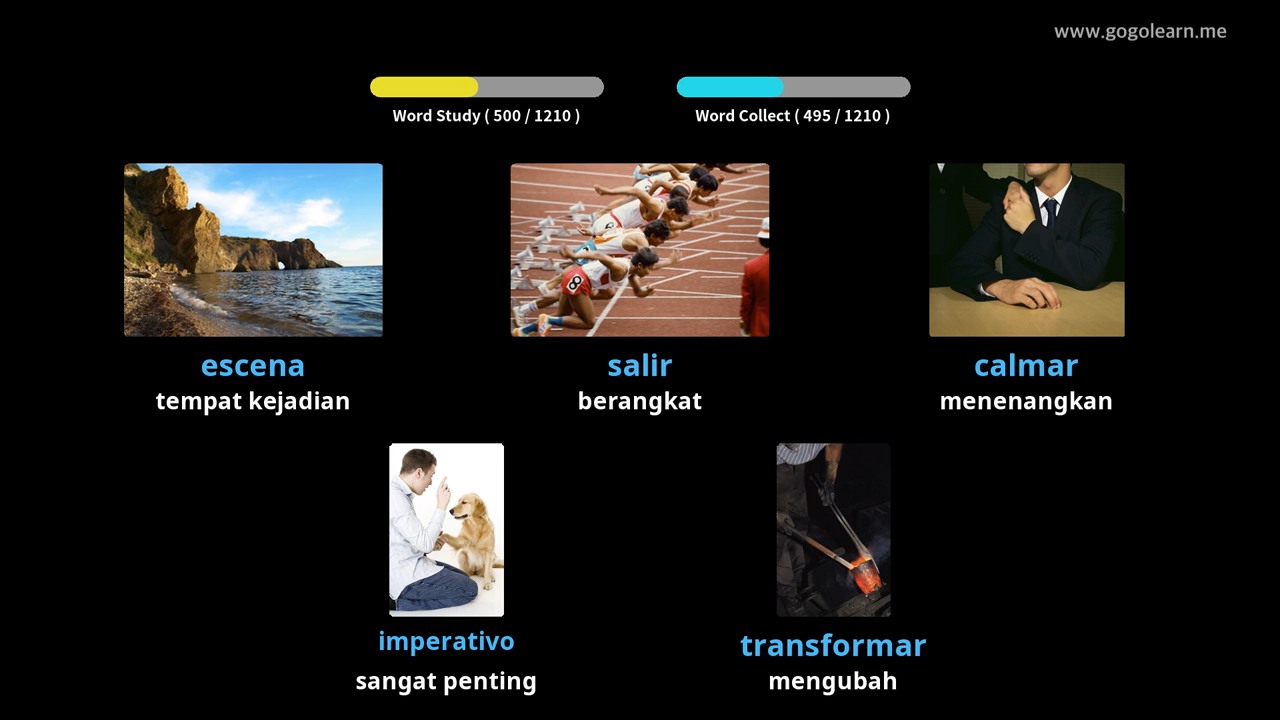 www.gogolearn.me
Word Study ( 500 / 1210 )
Word Collect ( 495 / 1210 )
escena
tempat kejadian
salir
berangkat
calmar
menenangkan
8
imperativo
sangat penting
transformar
mengubah